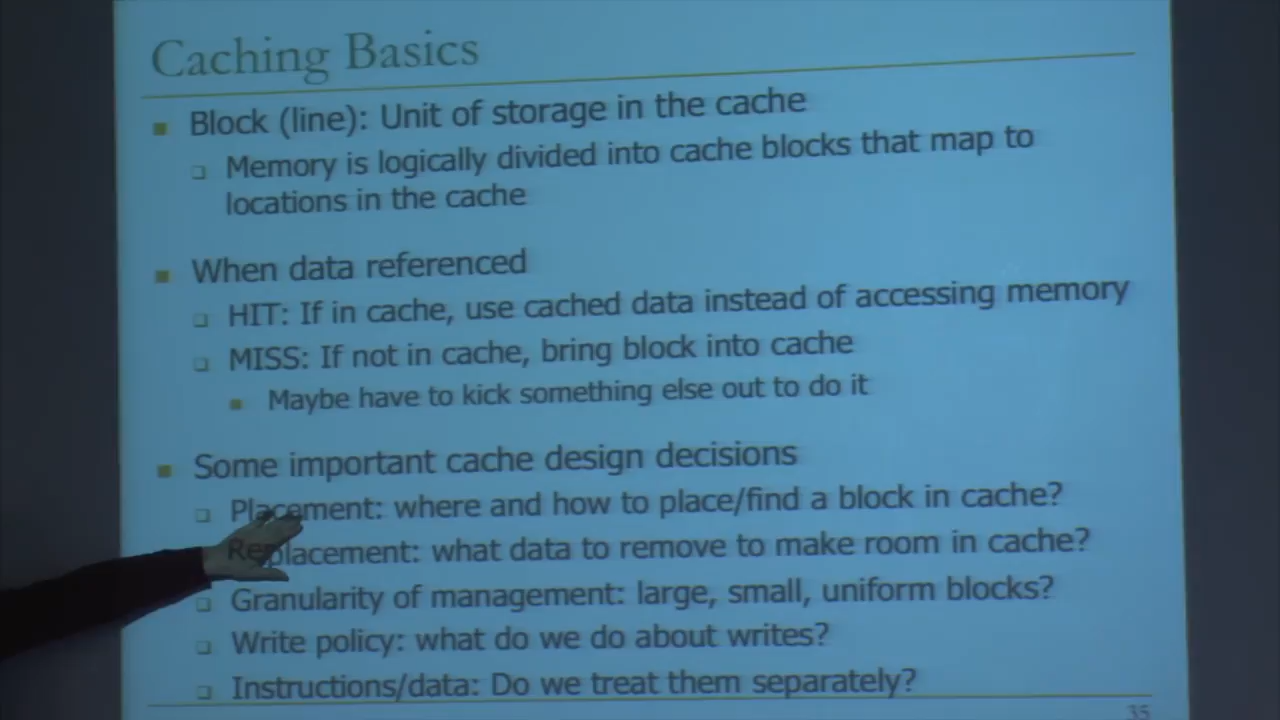 Caching Basics
Block (line): Unit of storage in the cache
Memory is logically divided into cache blocks that map to
locations in the cache
When data referenced
HIT: If in cache, use cached data instead of accessing memory
MISS: If not in cache, bring block into cache
Maybe have to kick something else out to do it
Some important cache design decisions
Placement: where and how to place/find a block in cache?
Replacement: what data to remove to make room in cache?
Granularity of management: large, small, uniform blocks?
Write policy: what do we do about writes?
Instructions/data: Do we treat them separately?
35